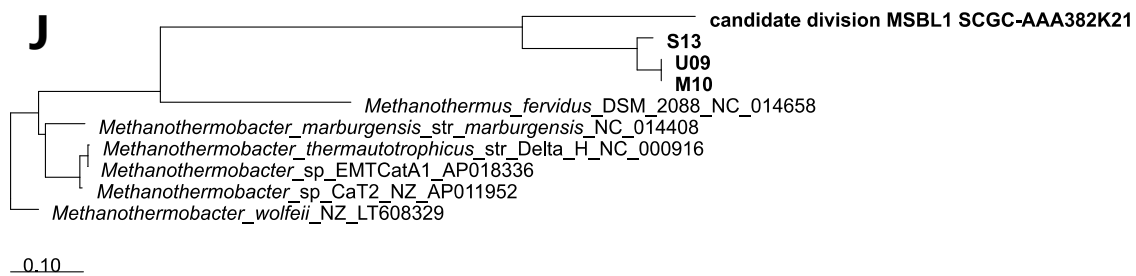 J
candidate division MSBL1 SCGC-AAA382K21
S13
U09
M10
Methanothermus_fervidus_DSM_2088_NC_014658
Methanothermobacter_marburgensis_str_marburgensis_NC_014408
Methanothermobacter_thermautotrophicus_str_Delta_H_NC_000916
Methanothermobacter_sp_EMTCatA1_AP018336
Methanothermobacter_sp_CaT2_NZ_AP011952
Methanothermobacter_wolfeii_NZ_LT608329
0.10